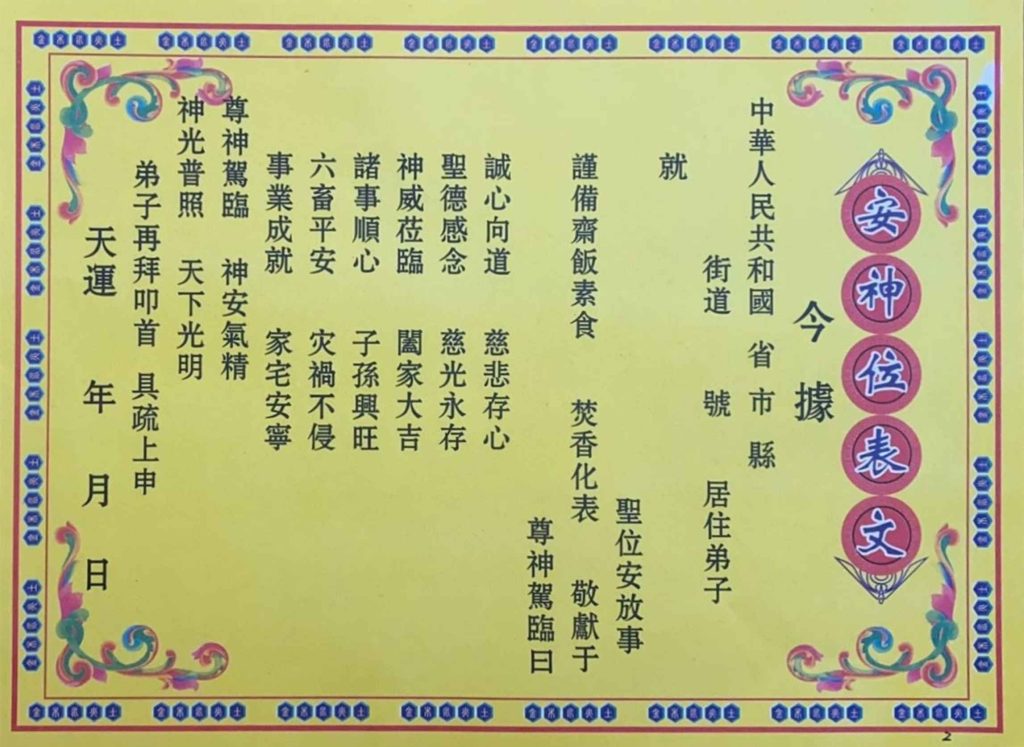 安神位表文
今據
中華人民共和國 省 市 縣
街道 號 居住弟子
就
聖位安放事
謹備齋飯素食 焚香化表 敬獻于
尊神駕臨曰
誠心向道 慈悲存心
聖德感念 慈光永存
神威莅臨 闔家大吉
諸事順心 子孫興旺
六畜平安 灾禍不侵
事業成就 家宅安寧
尊神駕臨 神安氣精
神光普照 天下光明
弟子再拜叩首 具疏上申
天運 年 月 日
2